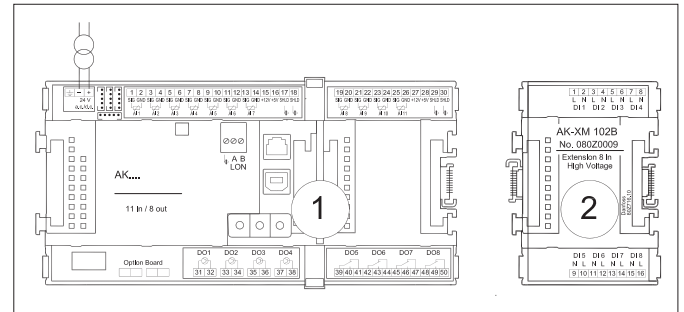 1 2 3 4 5 6 7 8 9 10 11 12 13 14 15 16 17 18
SIG GND SIG GND SIG GND SIG GND SIG GND SIG GND SIG GND +12V +5V SHLD SHLD
AI1 AI2 AI3 AI4 AI5 AI6 AI7
24 V
19 20 21 22 23 24 25 26 27 28 29 30
SIG GND SIG GND SIG GND SIG GND +12V +5V SHLD SHLD
AI8 AI9 AI10 AI11
A B
LON
AK....
11 In / 8 out
1
Option Board
DO1 DO2 DO3 DO4
31 32 33 34 35 36 37 38
DO5 DO6 DO7 DO8
39 40 41 42 43 44 45 46 47 48 49 50
1 2 3 4 5 6 7 8
L N L N L N L N
DI1 DI2 DI3 DI4
AK-XM 102B
No. 080Z0009
Extension 8 In
High Voltage
2
Danfoss
DI5 DI6 DI7 DI8
N L N L N L N L
9 10 11 12 13 14 15 16